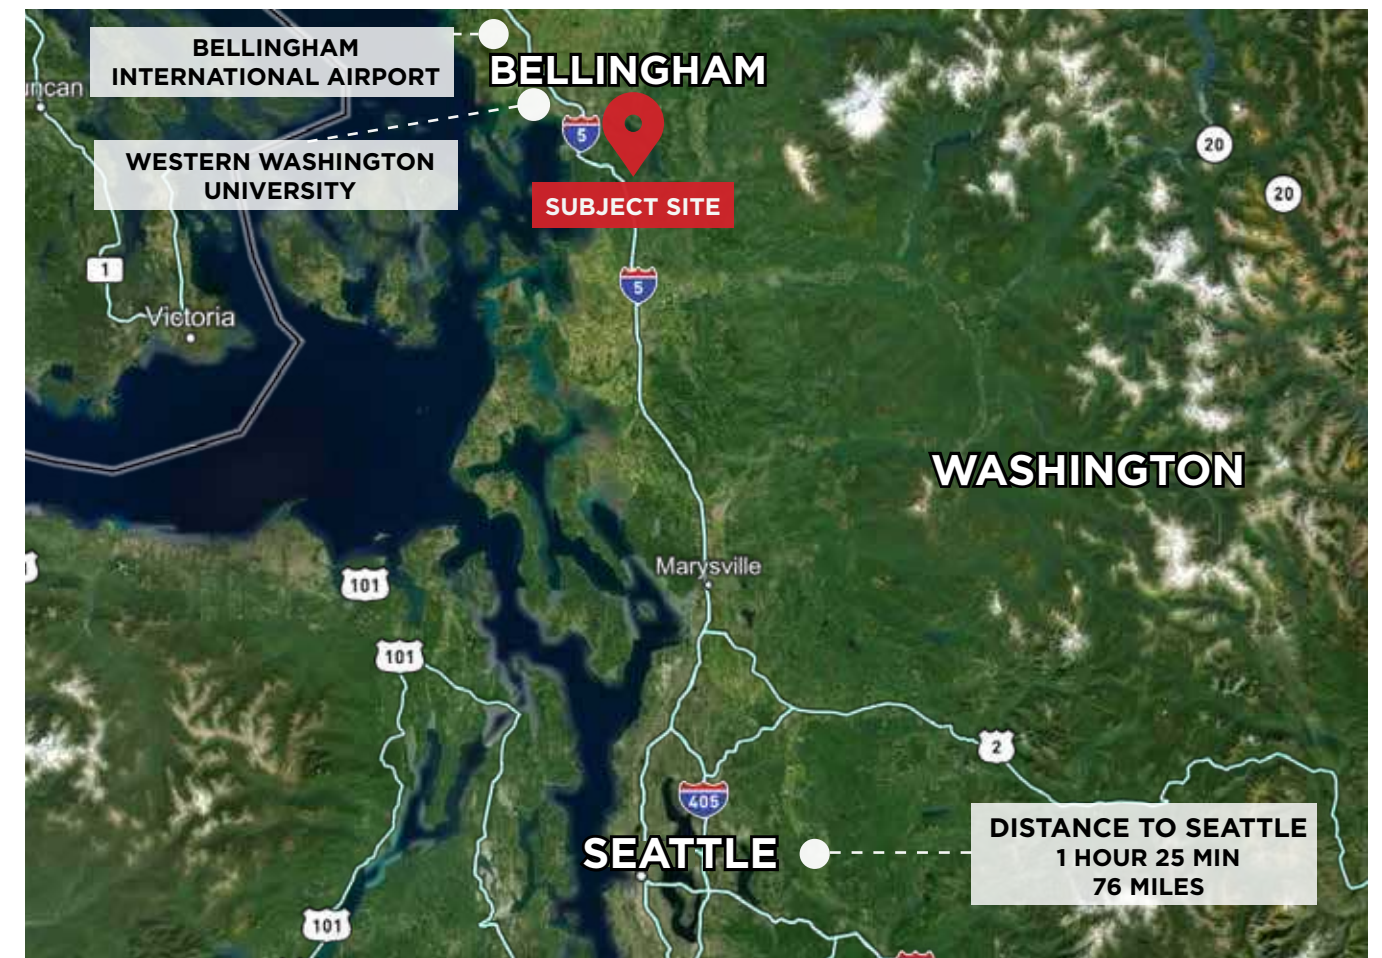 BELLINGHAM
INTERNATIONAL AIRPORT
BELLINGHAM
ncan
WESTERN WASHINGTON
UNIVERSITY
5
20
20
SUBJECT SITE
1
5
Victoria
WASHINGTON
Marysville
101
101
2
405
DISTANCE TO SEATTLE
1 HOUR 25 MIN
76 MILES
SEATTLE
101